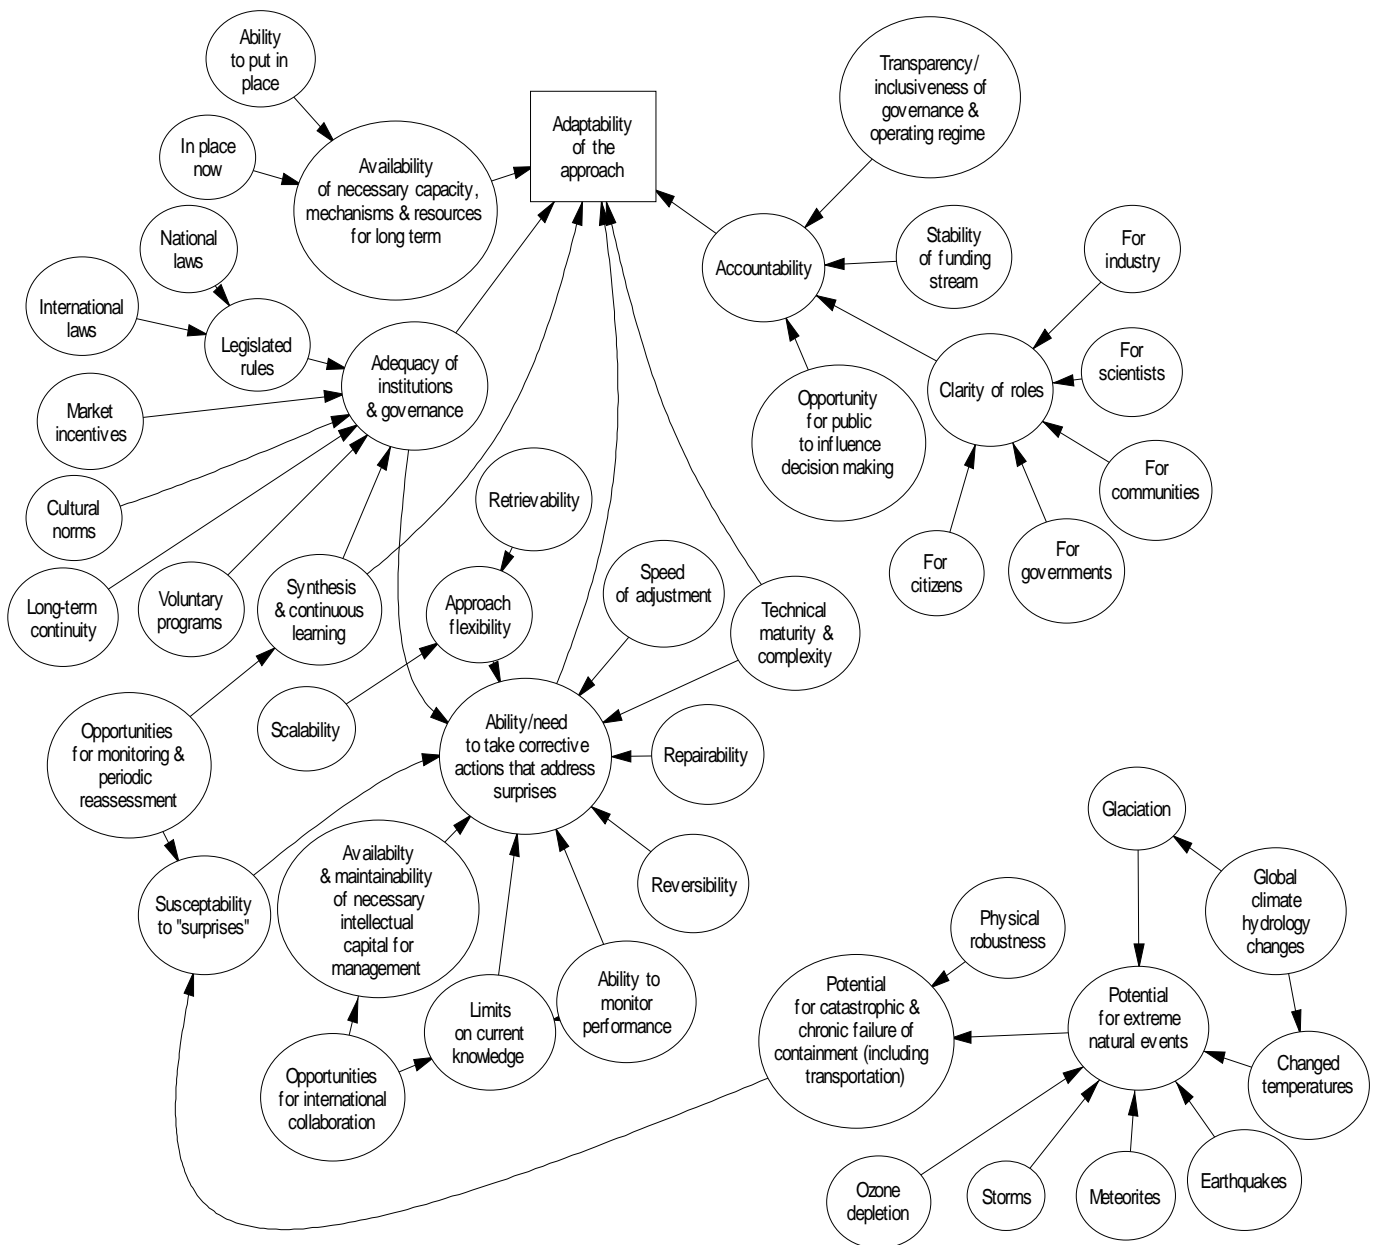 Ability
to put in
place
In place
now
Availability
of necessary capacity,
mechanisms & resources
for long term
Adaptability
of the
approach
Transparency/
inclusiveness of
governance &
operating regime
National
laws
International
laws
Legislated
rules
Accountability
Stability
of funding
stream
For
industry
Market
incentives
Adequacy of
institutions
& governance
Opportunity
for public
to influence
decision making
Clarity of roles
For
scientists
For
communities
Cultural
norms
Retrievability
For
citizens
For
governments
Long-term
continuity
Voluntary
programs
Synthesis
& continuous
learning
Approach
flexibility
Speed
of adjustment
Technical
maturity &
complexity
Opportunities
for monitoring &
periodic
reassessment
Scalability
Ability/need
to take corrective
actions that address
surprises
Repairability
Glaciation
Susceptability
to "surprises"
Availabilty
& maintainability
of necessary
intellectual
capital for
management
Reversibility
Physical
robustness
Global
climate
hydrology
changes
Limits
on current
knowledge
Ability to
monitor
performance
Potential
for catastrophic &
chronic failure of
containment (including
transportation)
Potential
for extreme
natural events
Opportunities
for international
collaboration
Changed
temperatures
Ozone
depletion
Storms
Meteorites
Earthquakes